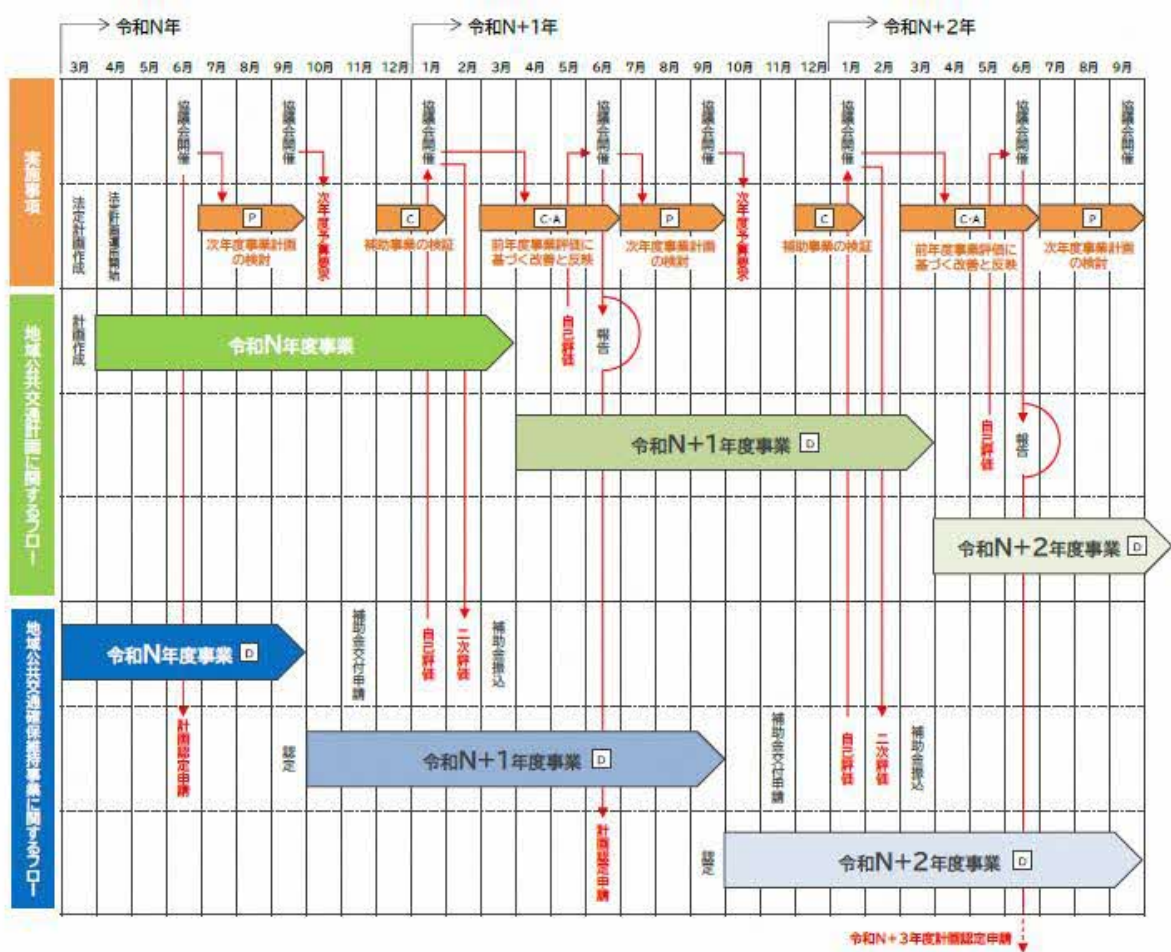 令和N年
令和N+1年
令和N+2年
3月 4月 5月 6月 7月 8月 9月 10月 11月 12月 1月 2月 3月 4月 5月 6月 7月 8月 9月 10月 11月 12月 1月 2月 3月 4月 5月 6月 7月 8月 9月
実施事項
協議会開催
協議会開催
協議会開催
協議会開催
協議会開催
協議会開催
協議会開催
協議会開催
法定計画作成
法定計画運用開始
P
次年度事業計画
の検討
次年度予算要求
C
補助事業の検証
C・A
前年度事業評価に
基づく改善と反映
P
次年度事業計画
の検討
次年度予算要求
C
補助事業の検証
C・A
前年度事業評価に
基づく改善と反映
P
次年度事業計画
の検討
地域公共交通計画に関するフロー
計画作成
令和N年度事業
自己評価
報告
令和N+1年度事業 D
自己評価
報告
令和N+2年度事業 D
地域公共交通確保維持事業に関するフロー
令和N年度事業 D
補助金交付申請
自己評価
二次評価
補助金振込
計画認定申請
認定
令和N+1年度事業 D
補助金交付申請
自己評価
二次評価
補助金振込
計画認定申請
認定
令和N+2年度事業 D
令和N+3年度計画認定申請